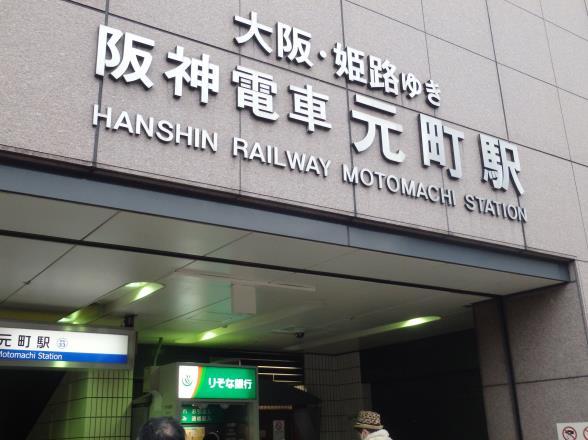 大阪・姫路ゆき
阪神電車 元町駅
HANSHIN RAILWAY MOTOMACHI STATION
元町駅
Motomachi Station
りそな銀行